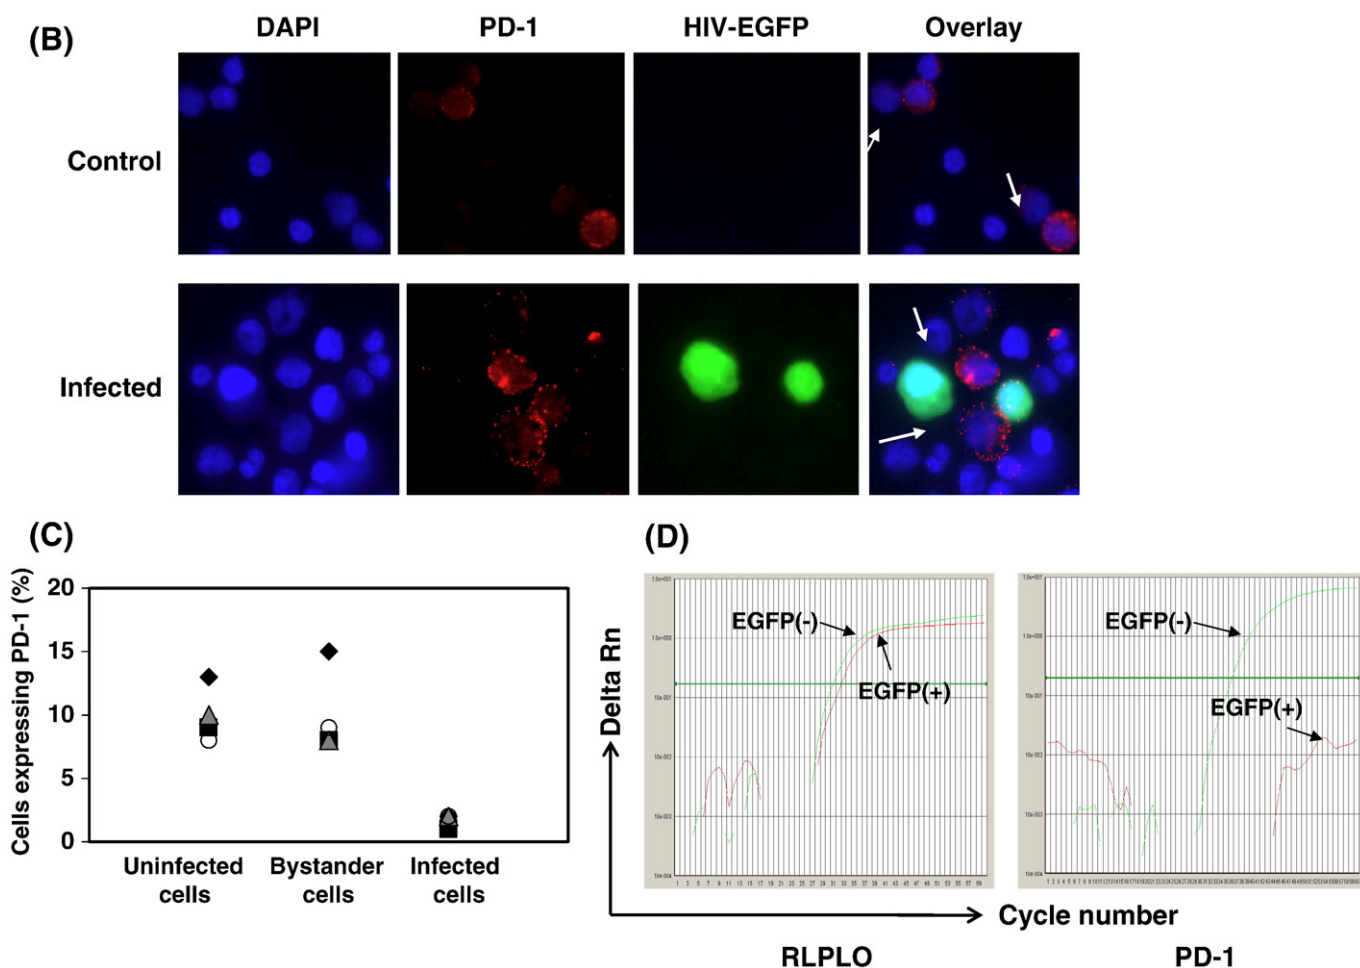 (B)
DAPI PD-1 HIV-EGFP Overlay
Control
Infected
(C)
Cells expressing PD-1 (%)
20
15
10
5
0
Uninfected cells
Bystander cells
Infected cells
(D)
Delta Rn
EGFP(-)
EGFP(+)
EGFP(-)
EGFP(+)
Cycle number
RLPLO PD-1